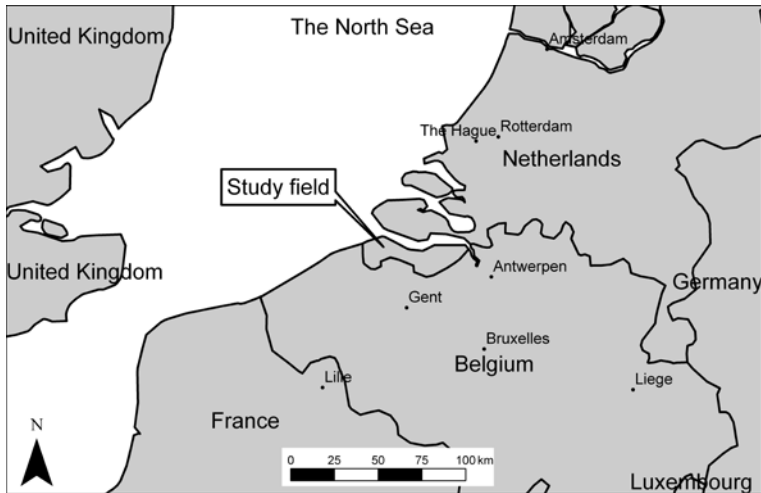 The North Sea
United Kingdom
Amsterdam
The Hague
Rotterdam
Netherlands
Study field
United Kingdom
Antwerpen
Germany
Gent
Bruxelles
Belgium
Lille
Liege
France
N
0 25 50 75 100 km
Luxembourg